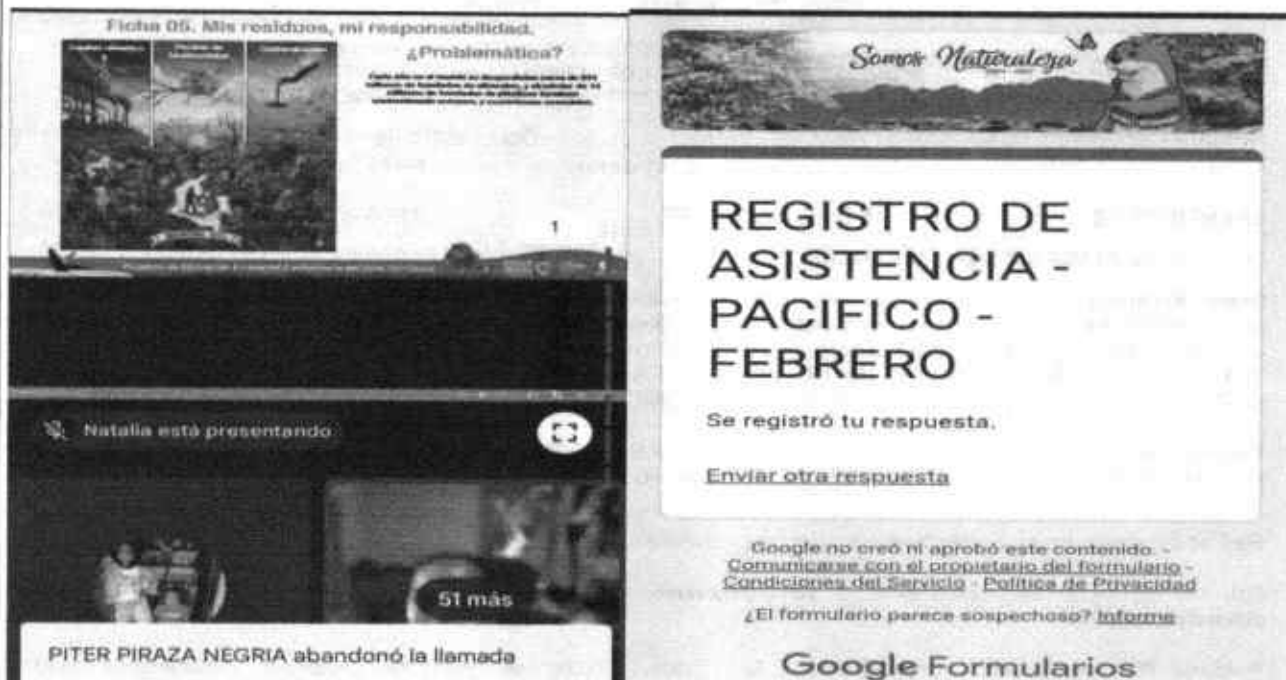 Ficha 05. Mis residuos, mi responsabilidad.
¿Problemática?
1
Natalia está presentando
51 más
PITER PIRAZA NEGRIA abandonó la llamada
Somos Naturaleza
REGISTRO DE
ASISTENCIA -
PACIFICO -
FEBRERO
Se registró tu respuesta.
Enviar otra respuesta
Google no creó ni aprobó este contenido. -
Comunicarse con el propietario del formulario -
Condiciones del Servicio - Política de Privacidad
¿El formulario parece sospechoso? Informe
Google Formularios